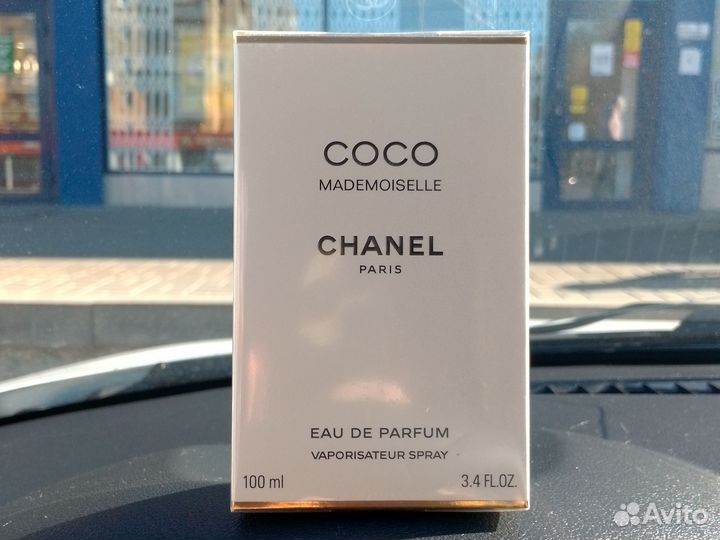 COCO
MADEMOISELLE
CHANEL
PARIS
EAU DE PARFUM
VAPORISATEUR SPRAY
100 ml 3.4 FL.OZ.
Avito